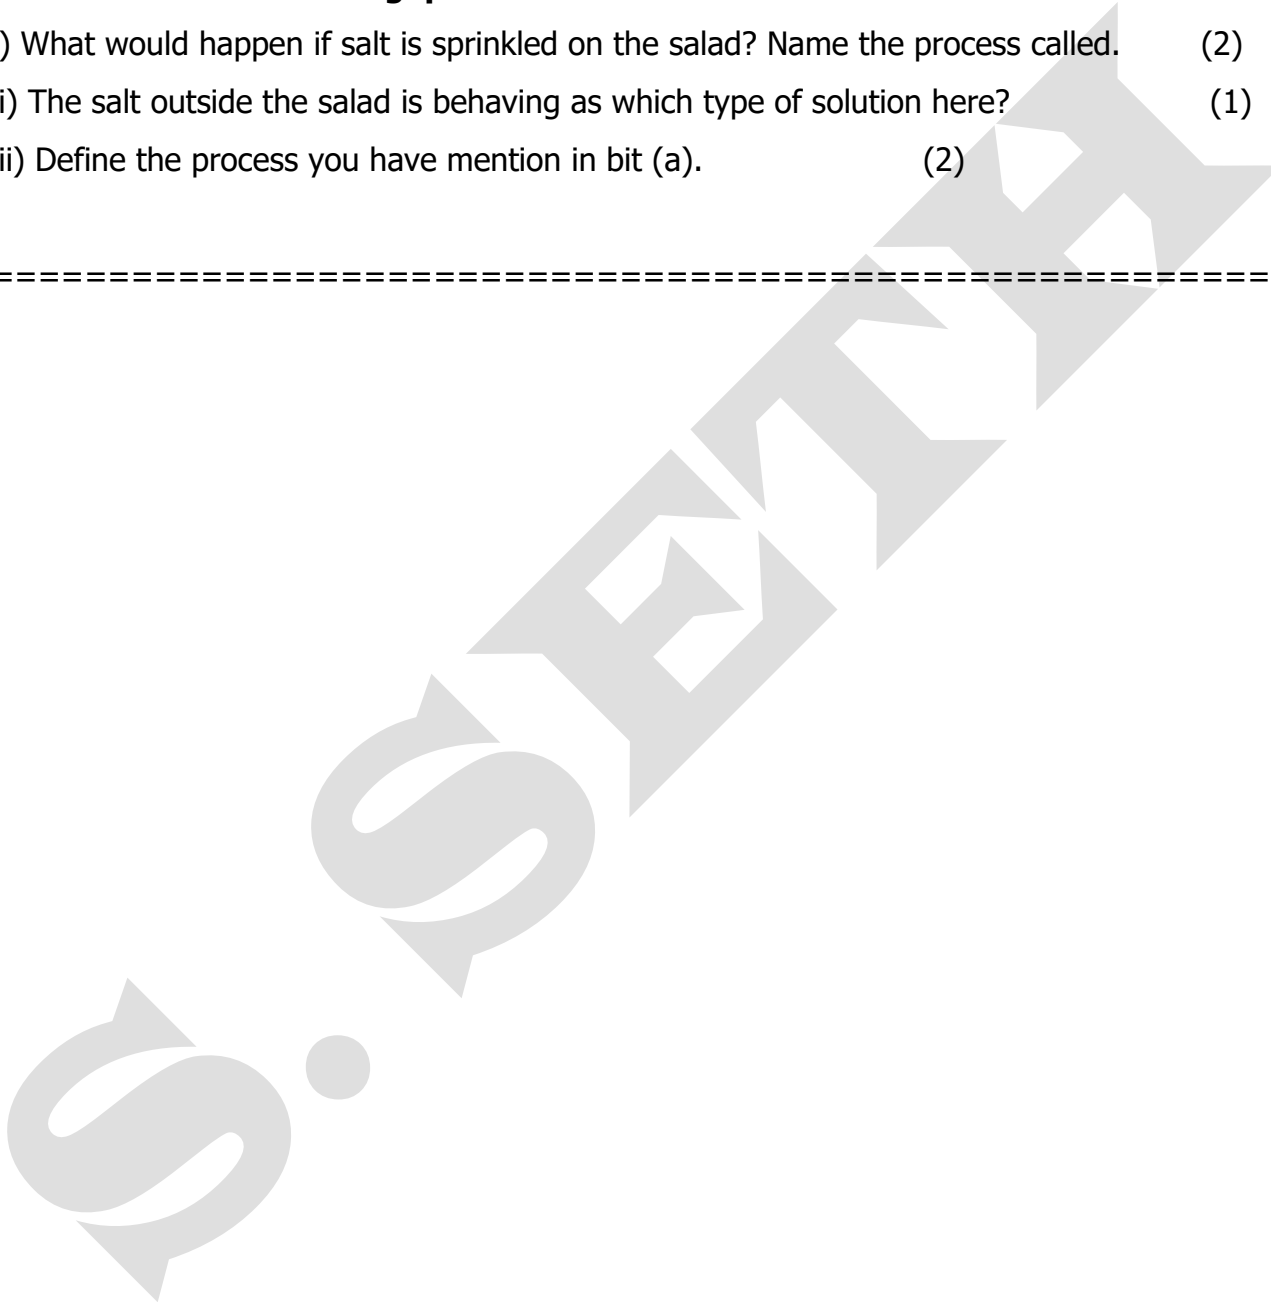 ) What would happen if salt is sprinkled on the salad? Name the process called. (2)
i) The salt outside the salad is behaving as which type of solution here? (1)
ii) Define the process you have mention in bit (a). (2)
=======================================================
S. SETH